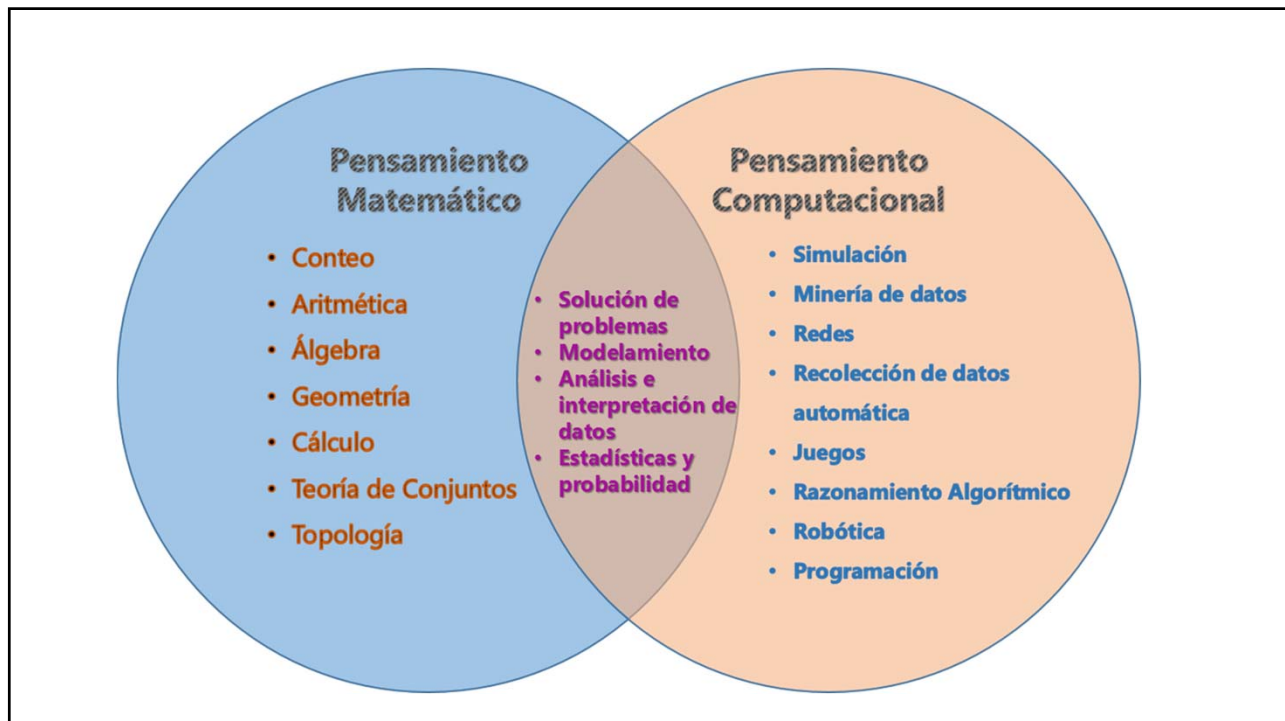 Pensamiento
Matemático
• Conteo
• Aritmética
• Álgebra
• Geometría
• Cálculo
• Teoría de Conjuntos
• Topología
• Solución de
problemas
• Modelamiento
• Análisis e
interpretación de
datos
• Estadísticas y
probabilidad
Pensamiento
Computacional
• Simulación
• Minería de datos
• Redes
• Recolección de datos
automática
• Juegos
• Razonamiento Algorítmico
• Robótica
• Programación